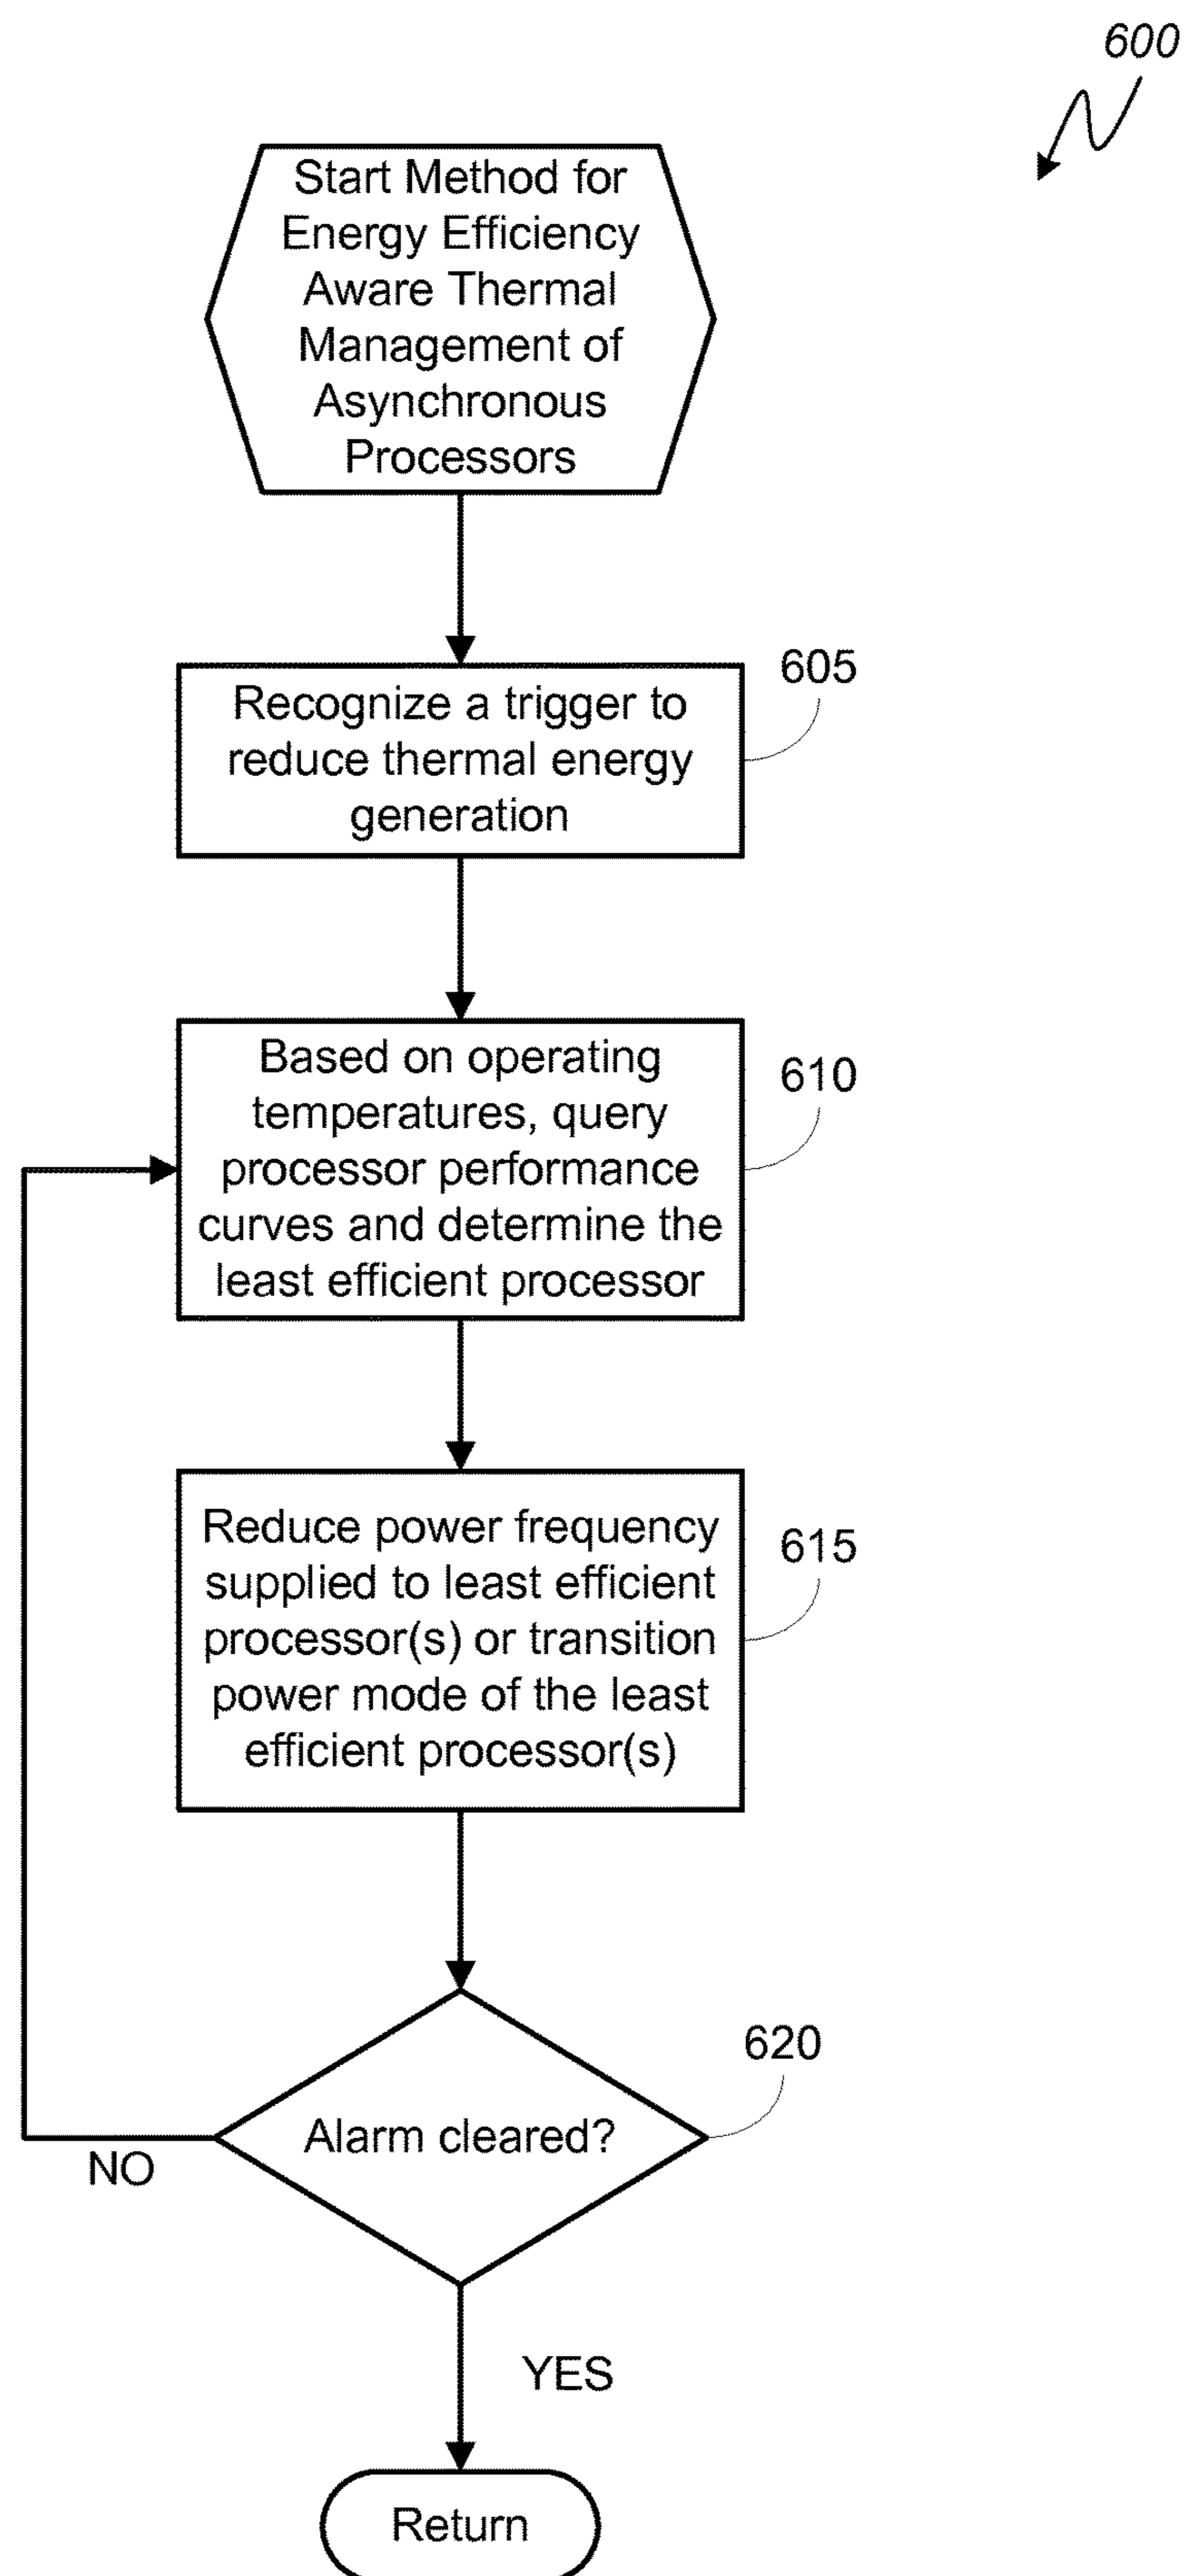 600
Start Method for
Energy Efficiency
Aware Thermal
Management of
Asynchronous
Processors
605
Recognize a trigger to
reduce thermal energy
generation
610
Based on operating
temperatures, query
processor performance
curves and determine the
least efficient processor
615
Reduce power frequency
supplied to least efficient
processor(s) or transition
power mode of the least
efficient processor(s)
620
Alarm cleared?
NO
YES
Return